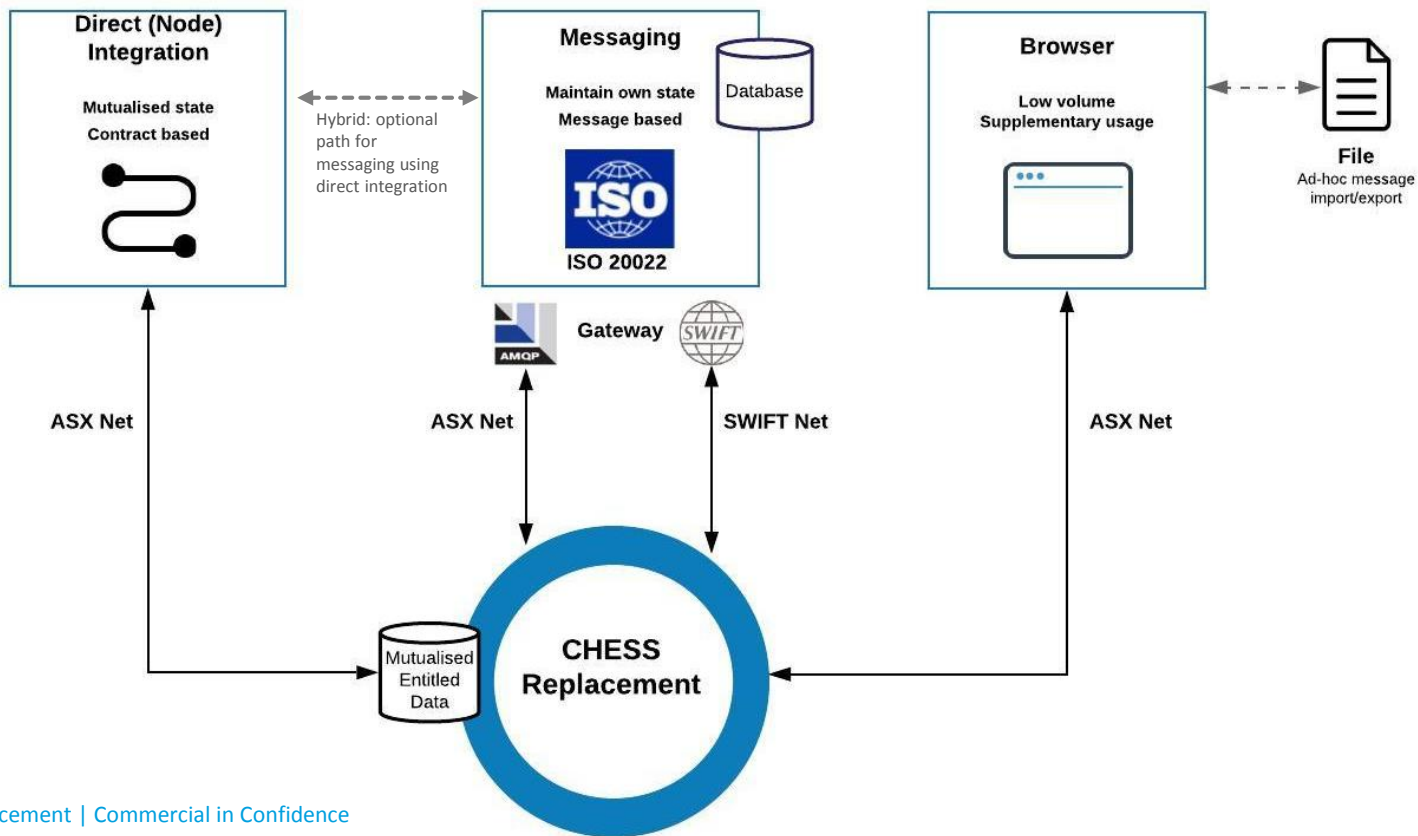 Direct (Node)
Integration
Mutualised state
Contract based
Hybrid: optional
path for
messaging using
direct integration
Messaging
Maintain own state
Message based
Database
ISO
ISO 20022
Browser
Low volume
Supplementary usage
File
Ad-hoc message
import/export
AMQP
Gateway
SWIFT
ASX Net
ASX Net
SWIFT Net
ASX Net
Mutualised
Entitled
Data
CHESS
Replacement
cement | Commercial in Confidence